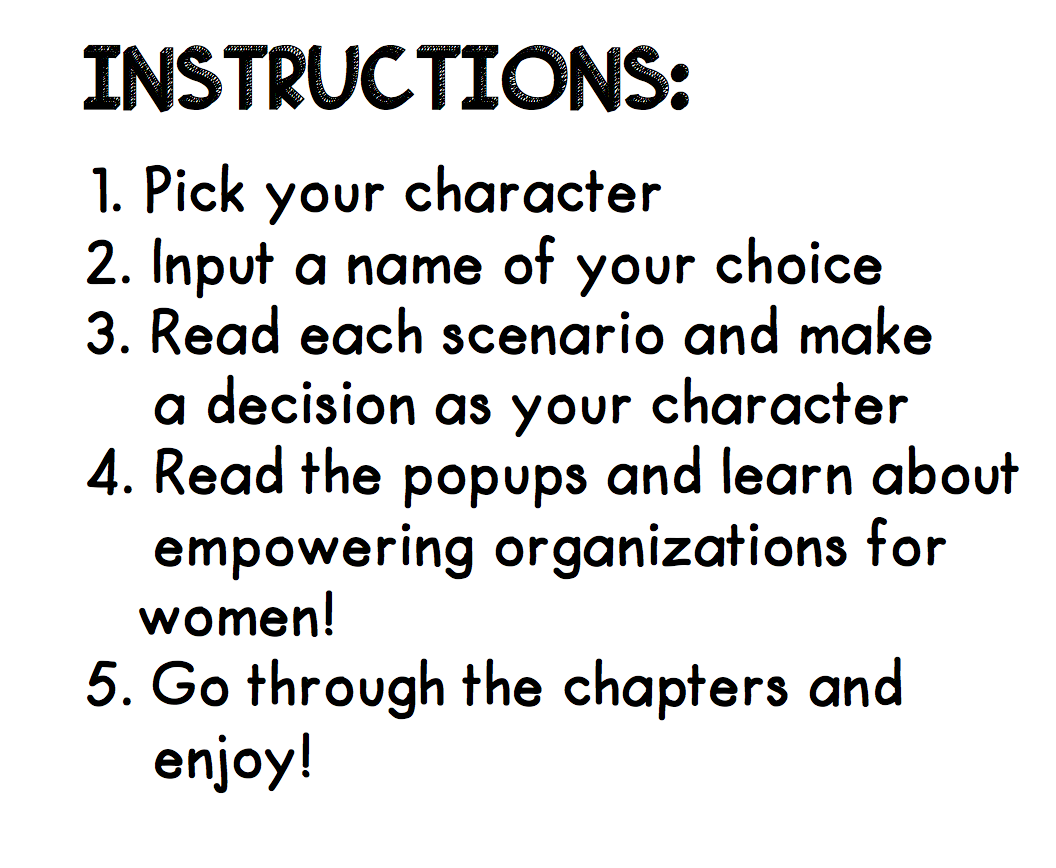 INSTRUCTIONS:
1. Pick your character
2. Input a name of your choice
3. Read each scenario and make
a decision as your character
4. Read the popups and learn about
empowering organizations for
women!
5. Go through the chapters and
enjoy!